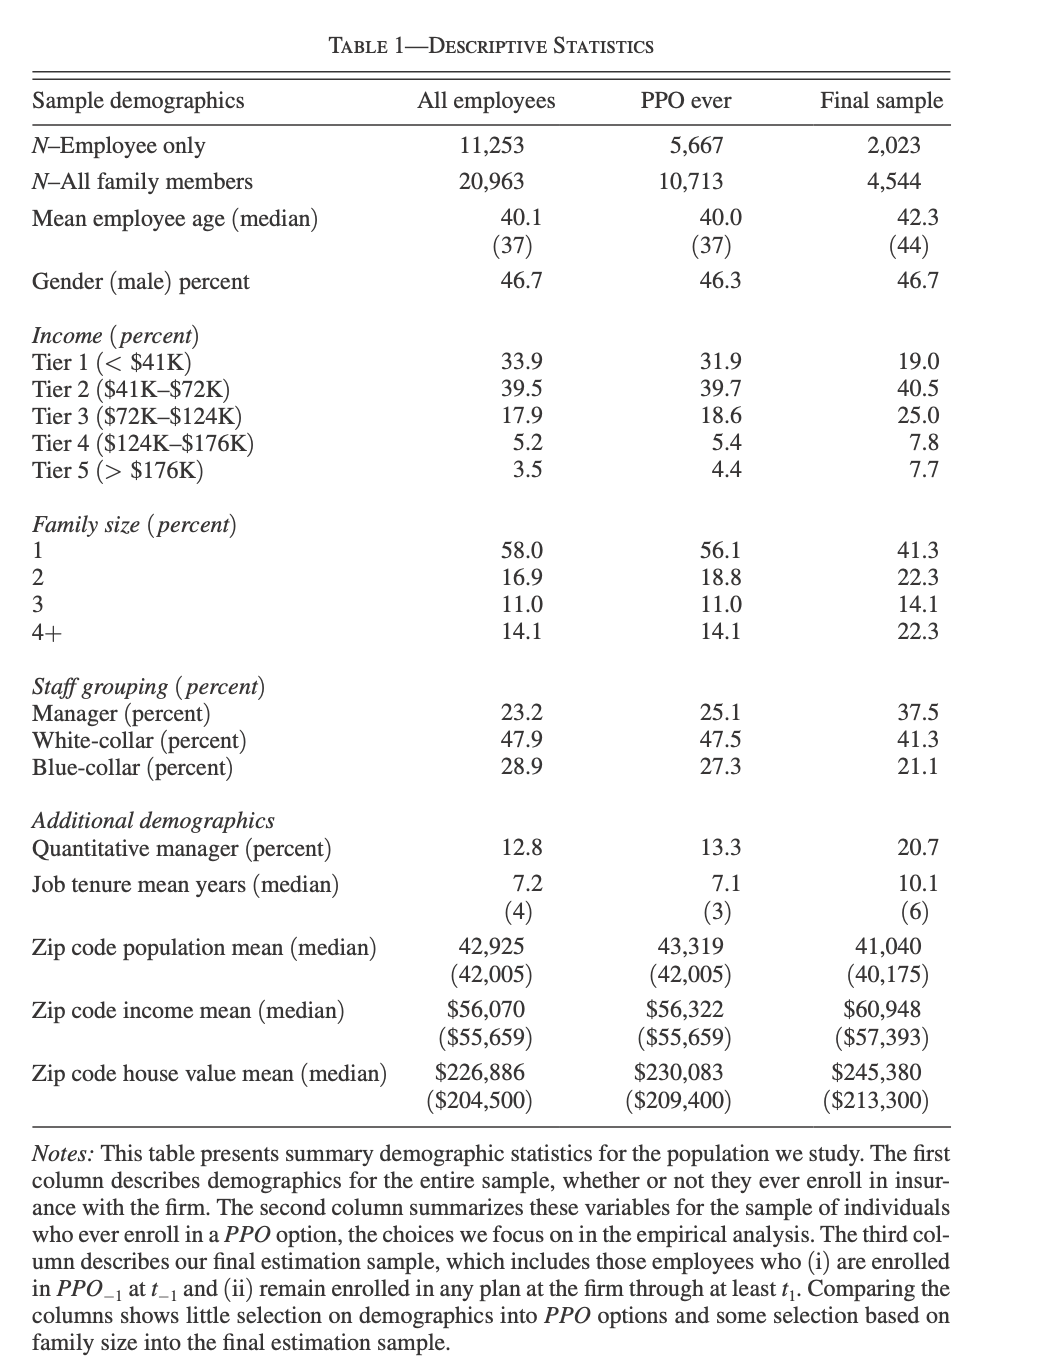 TABLE 1—DESCRIPTIVE STATISTICS
Sample demographics All employees PPO ever Final sample
N–Employee only 11,253 5,667 2,023
N–All family members 20,963 10,713 4,544
Mean employee age (median) 40.1 40.0 42.3
(37) (37) (44)
Gender (male) percent 46.7 46.3 46.7
Income (percent)
Tier 1 (< $41K) 33.9 31.9 19.0
Tier 2 ($41K–$72K) 39.5 39.7 40.5
Tier 3 ($72K–$124K) 17.9 18.6 25.0
Tier 4 ($124K–$176K) 5.2 5.4 7.8
Tier 5 (> $176K) 3.5 4.4 7.7
Family size (percent)
1 58.0 56.1 41.3
2 16.9 18.8 22.3
3 11.0 11.0 14.1
4+ 14.1 14.1 22.3
Staff grouping (percent)
Manager (percent) 23.2 25.1 37.5
White-collar (percent) 47.9 47.5 41.3
Blue-collar (percent) 28.9 27.3 21.1
Additional demographics
Quantitative manager (percent) 12.8 13.3 20.7
Job tenure mean years (median) 7.2 7.1 10.1
(4) (3) (6)
Zip code population mean (median) 42,925 43,319 41,040
(42,005) (42,005) (40,175)
Zip code income mean (median) $56,070 $56,322 $60,948
($55,659) ($55,659) ($57,393)
Zip code house value mean (median) $226,886 $230,083 $245,380
($204,500) ($209,400) ($213,300)
Notes: This table presents summary demographic statistics for the population we study. The first
column describes demographics for the entire sample, whether or not they ever enroll in insur-
ance with the firm. The second column summarizes these variables for the sample of individuals
who ever enroll in a PPO option, the choices we focus on in the empirical analysis. The third col-
umn describes our final estimation sample, which includes those employees who (i) are enrolled
in PPO₋₁ at t₋₁ and (ii) remain enrolled in any plan at the firm through at least t₁. Comparing the
columns shows little selection on demographics into PPO options and some selection based on
family size into the final estimation sample.